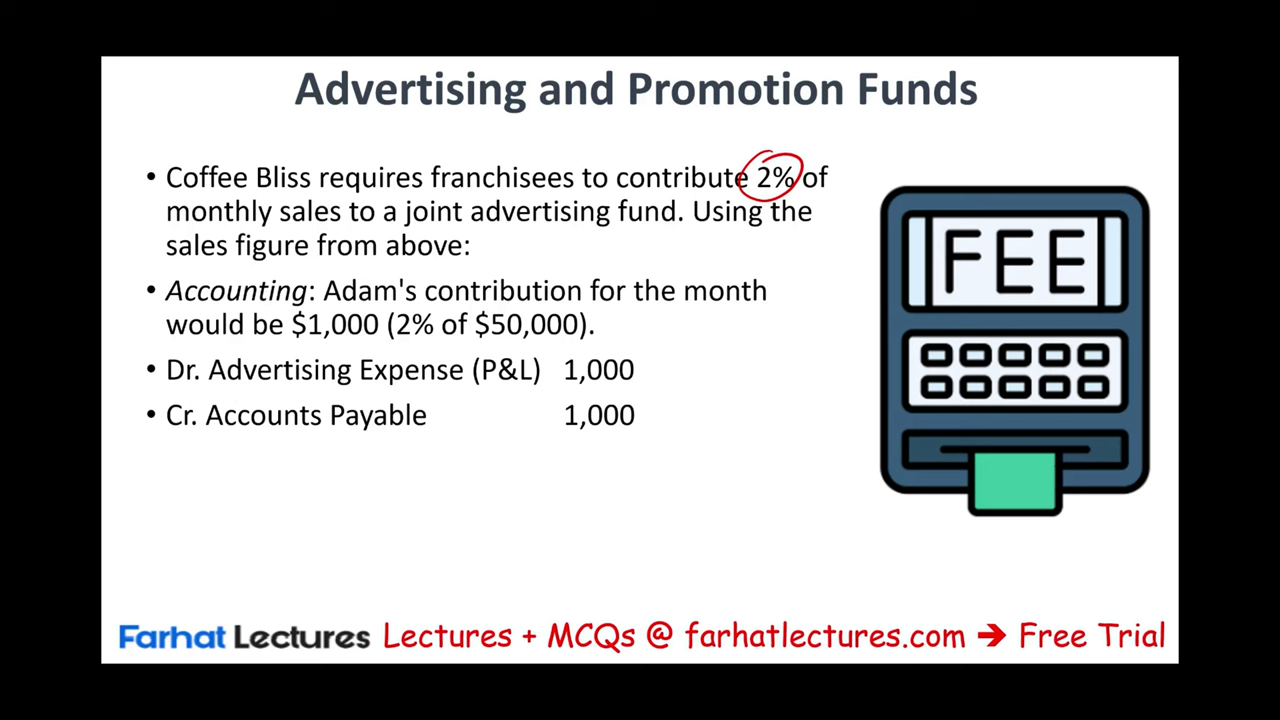 Advertising and Promotion Funds
• Coffee Bliss requires franchisees to contribute 2% of
monthly sales to a joint advertising fund. Using the
sales figure from above:
• Accounting: Adam's contribution for the month
would be $1,000 (2% of $50,000).
• Dr. Advertising Expense (P&L) 1,000
• Cr. Accounts Payable 1,000
FEE
Farhat Lectures Lectures + MCQs @ farhatlectures.com → Free Trial